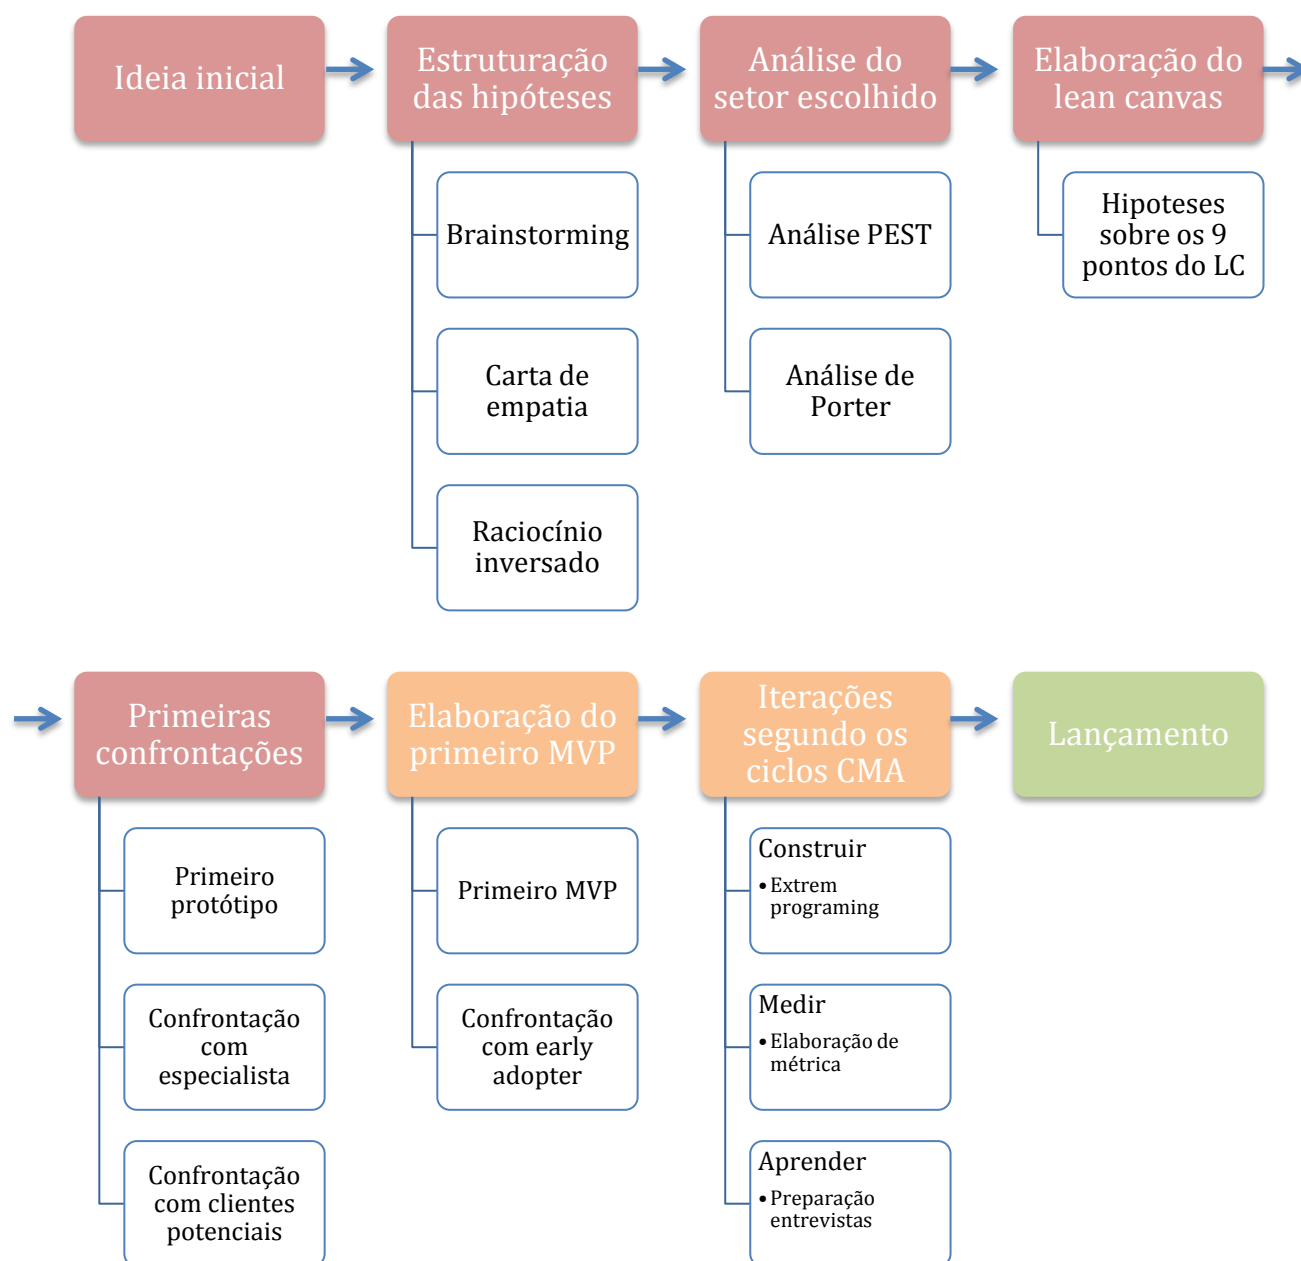 Ideia inicial
Estruturação
das hipóteses
Análise do
setor escolhido
Elaboração do
lean canvas
Brainstorming
Carta de
empatia
Raciocínio
inversado
Análise PEST
Análise de
Porter
Hipoteses
sobre os 9
pontos do LC
Primeiras
confrontações
Elaboração do
primeiro MVP
Iterações
segundo os
ciclos CMA
Lançamento
Primeiro
protótipo
Confrontação
com
especialista
Confrontação
com clientes
potenciais
Primeiro MVP
Confrontação
com early
adopter
Construir
•Extrem
programing
Medir
•Elaboração de
métrica
Aprender
•Preparação
entrevistas